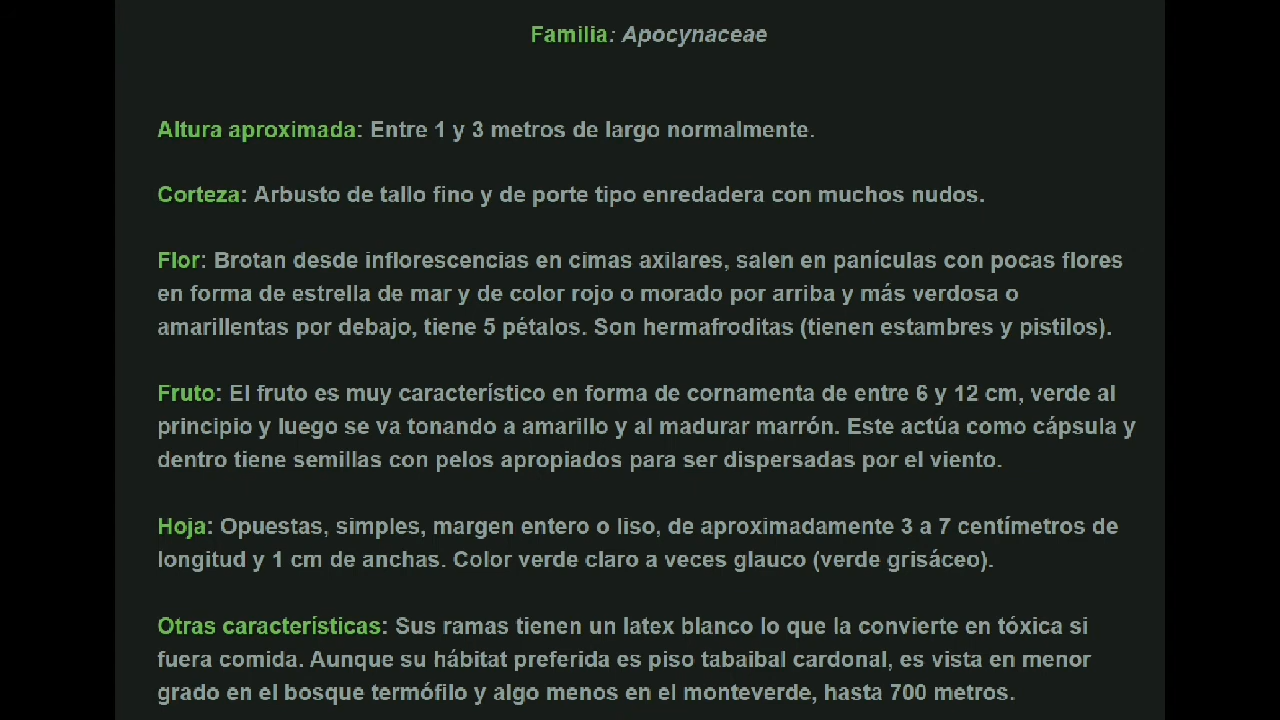 Familia: Apocynaceae
Altura aproximada: Entre 1 y 3 metros de largo normalmente.
Corteza: Arbusto de tallo fino y de porte tipo enredadera con muchos nudos.
Flor: Brotan desde inflorescencias en cimas axilares, salen en panículas con pocas flores
en forma de estrella de mar y de color rojo o morado por arriba y más verdosa o
amarillentas por debajo, tiene 5 pétalos. Son hermafroditas (tienen estambres y pistilos).
Fruto: El fruto es muy característico en forma de cornamenta de entre 6 y 12 cm, verde al
principio y luego se va tonando a amarillo y al madurar marrón. Este actúa como cápsula y
dentro tiene semillas con pelos apropiados para ser dispersadas por el viento.
Hoja: Opuestas, simples, margen entero o liso, de aproximadamente 3 a 7 centímetros de
longitud y 1 cm de anchas. Color verde claro a veces glauco (verde grisáceo).
Otras características: Sus ramas tienen un latex blanco lo que la convierte en tóxica si
fuera comida. Aunque su hábitat preferida es piso tabaibal cardonal, es vista en menor
grado en el bosque termófilo y algo menos en el monteverde, hasta 700 metros.